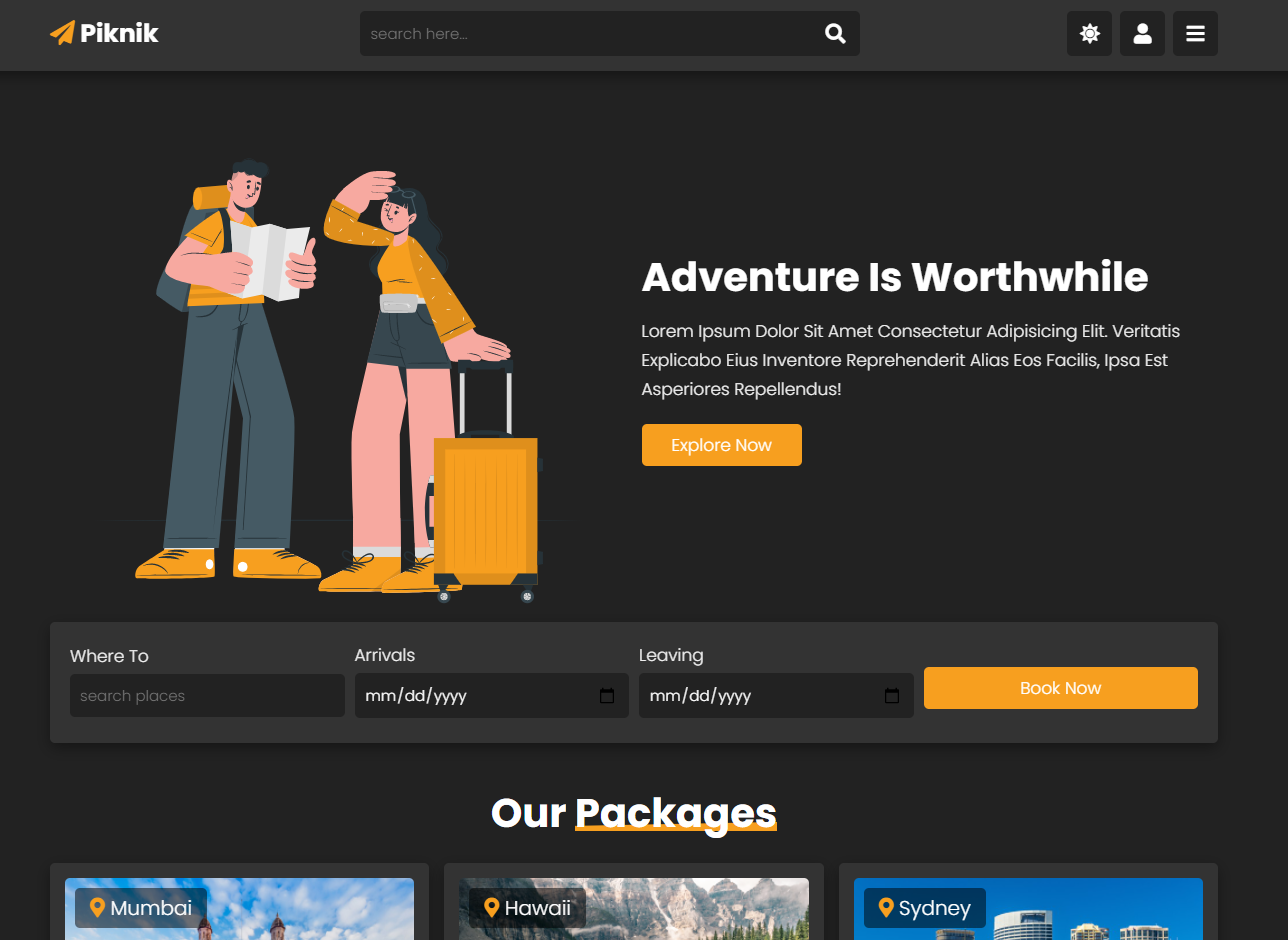 Piknik
search here...
Adventure Is Worthwhile
Lorem Ipsum Dolor Sit Amet Consectetur Adipisicing Elit. Veritatis
Explicabo Eius Inventore Reprehenderit Alias Eos Facilis, Ipsa Est
Asperiores Repellendus!
Explore Now
Where To
search places
Arrivals
mm/dd/yyyy
Leaving
mm/dd/yyyy
Book Now
Our Packages
Mumbai
Hawaii
Sydney